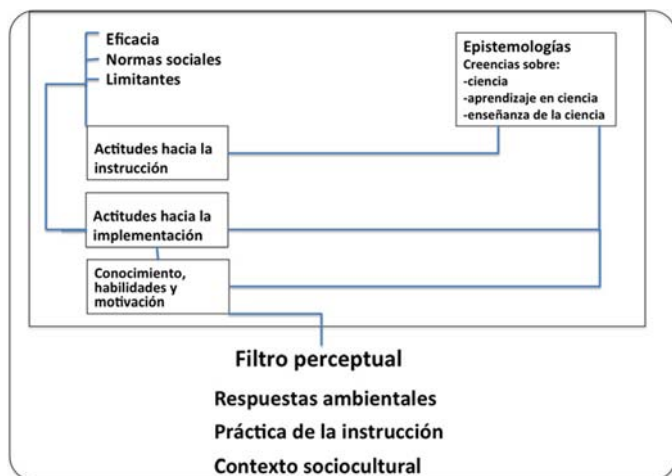 Eficacia
Normas sociales
Limitantes
Epistemologías
Creencias sobre:
-ciencia
-aprendizaje en ciencia
-enseñanza de la ciencia
Actitudes hacia la
instrucción
Actitudes hacia la
implementación
Conocimiento,
habilidades y
motivación
Filtro perceptual
Respuestas ambientales
Práctica de la instrucción
Contexto sociocultural